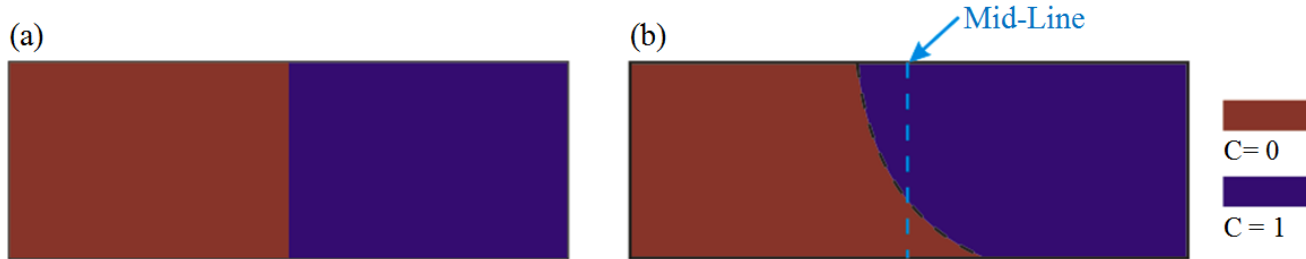 (a)
(b)
Mid-Line
C= 0
C = 1